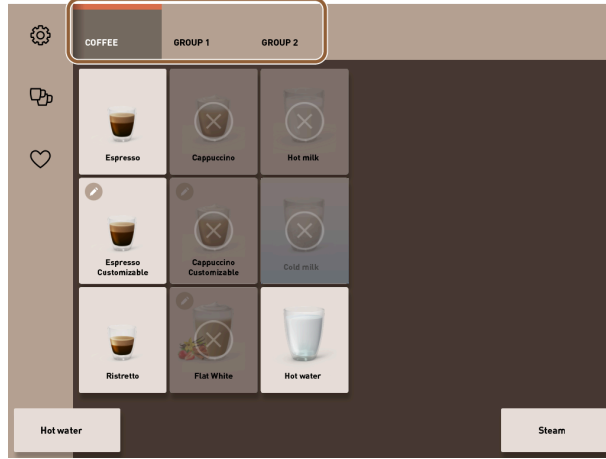 COFFEE GROUP 1 GROUP 2
Espresso Cappuccino Hot milk
Espresso Cappuccino Cold milk
Customizable Customizable
Ristretto Flat White Hot water
Hot water Steam